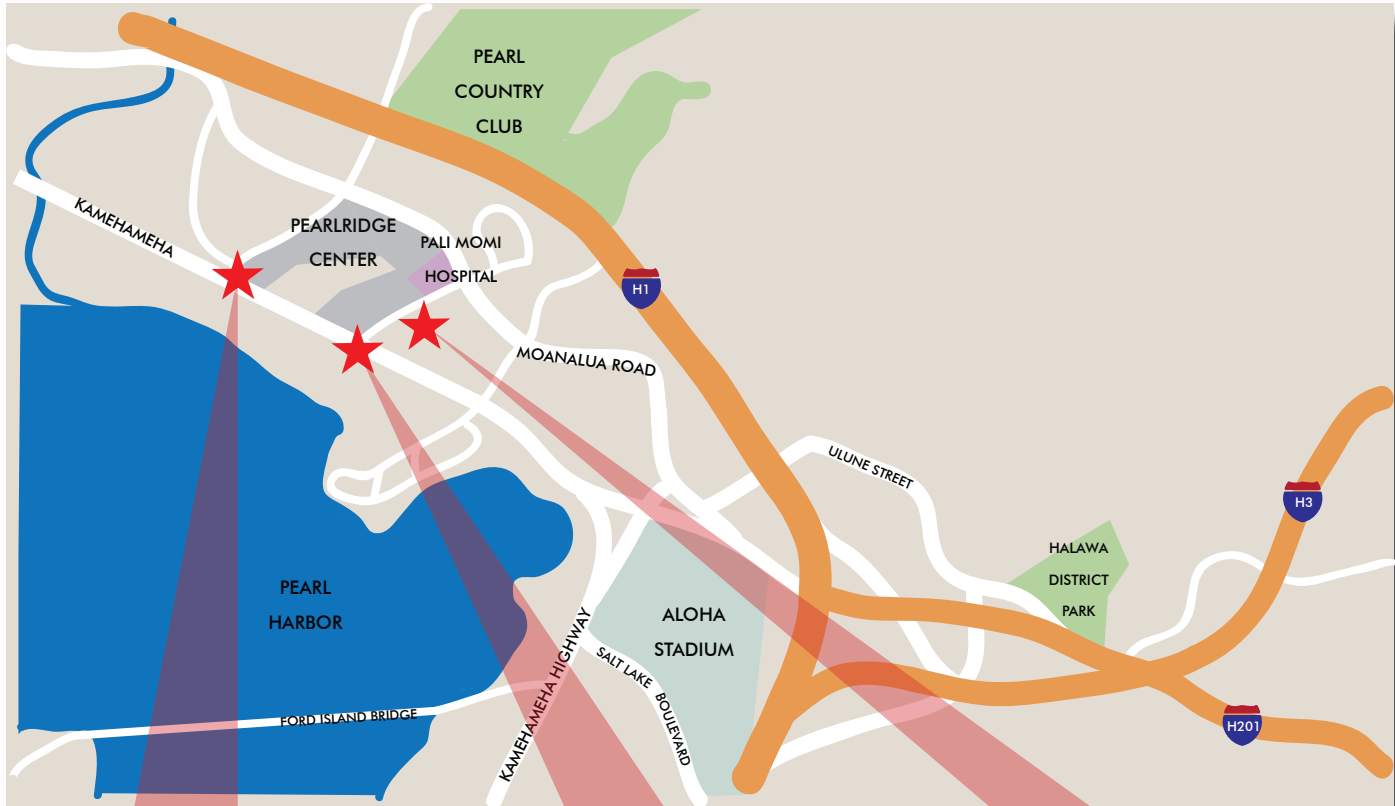 PEARL
COUNTRY
CLUB
KAMEHAMEHA
PEARLRIDGE
CENTER
PALI MOMI
HOSPITAL
H1
MOANALUA ROAD
ULUNE STREET
H3
HALAWA
DISTRICT
PARK
PEARL
HARBOR
ALOHA
STADIUM
KAMEHAMEHA HIGHWAY
SALT LAKE BOULEVARD
FORD ISLAND BRIDGE
H201